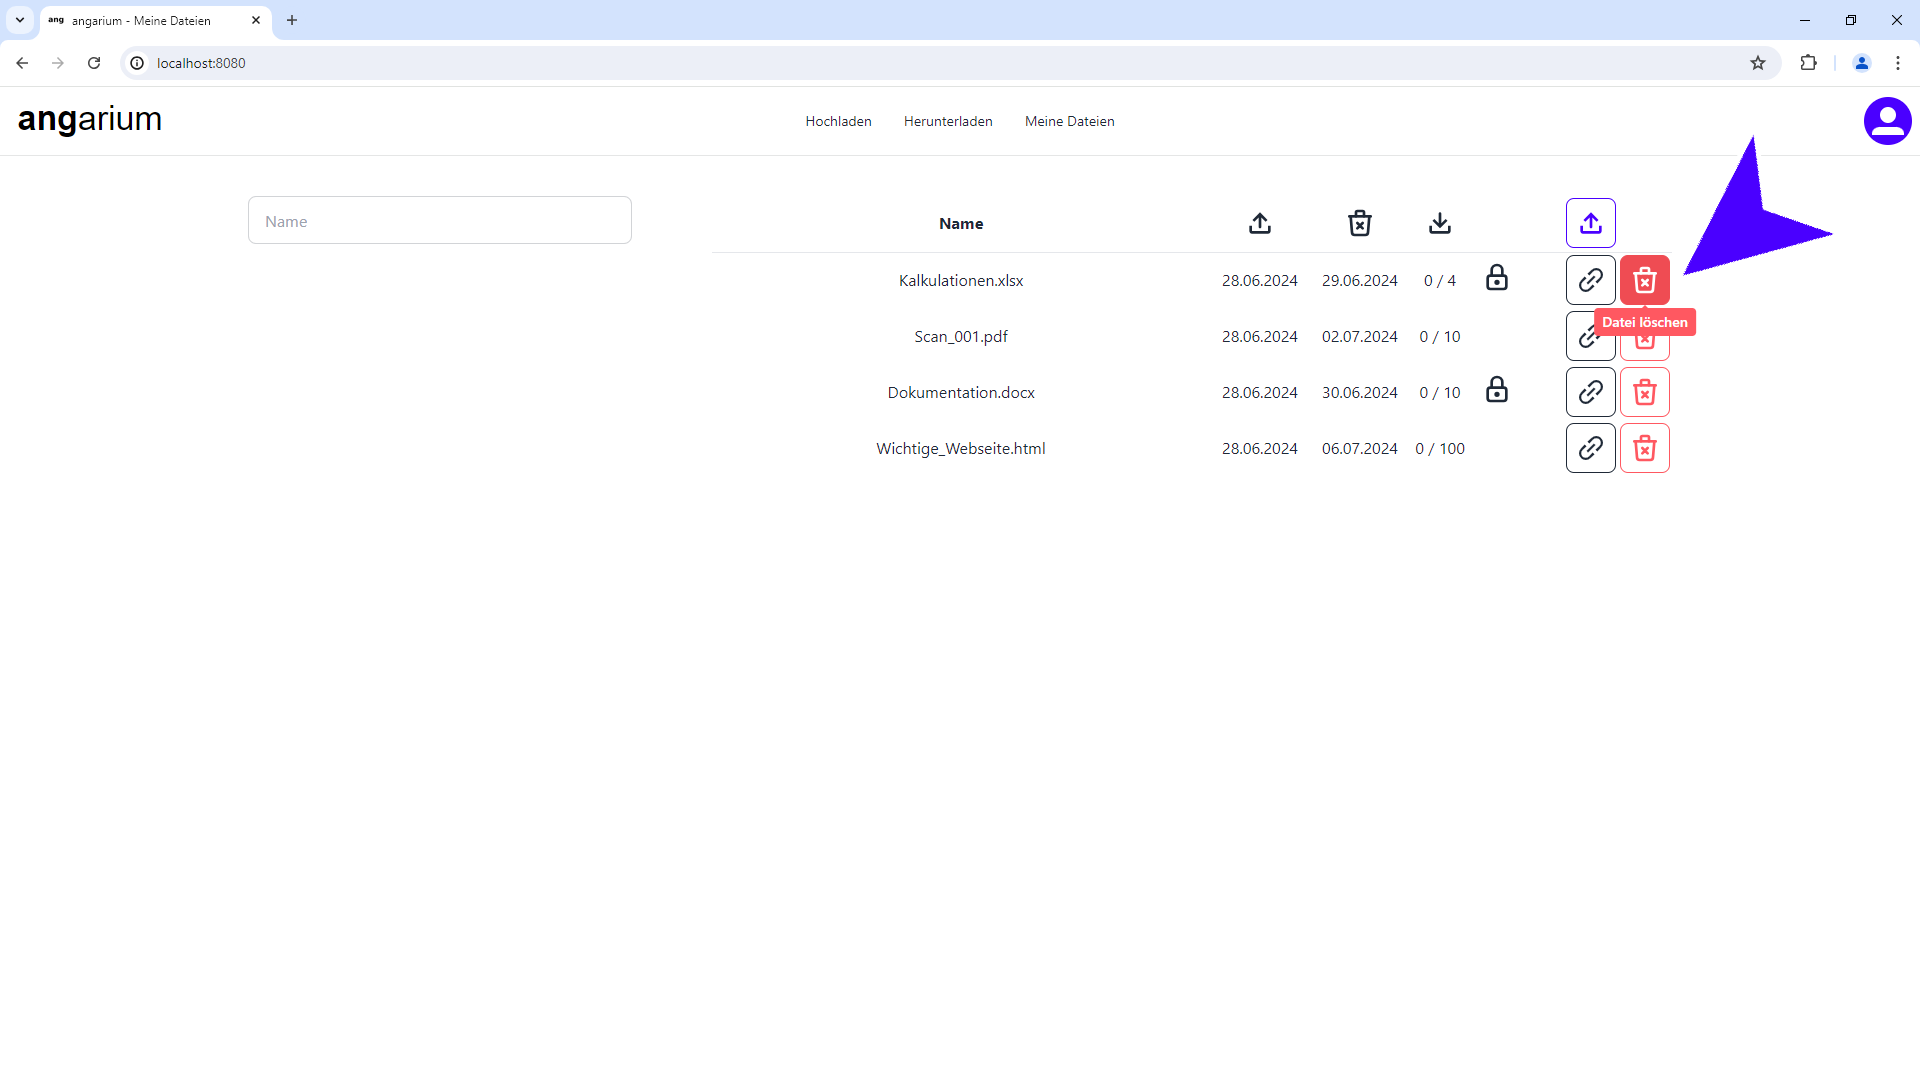 ang angarium - Meine Dateien
localhost:8080
angarium Hochladen Herunterladen Meine Dateien
Name
Name
Kalkulationen.xlsx 28.06.2024 29.06.2024 0 / 4
Datei löschen
Scan_001.pdf 28.06.2024 02.07.2024 0 / 10
Dokumentation.docx 28.06.2024 30.06.2024 0 / 10
Wichtige_Webseite.html 28.06.2024 06.07.2024 0 / 100